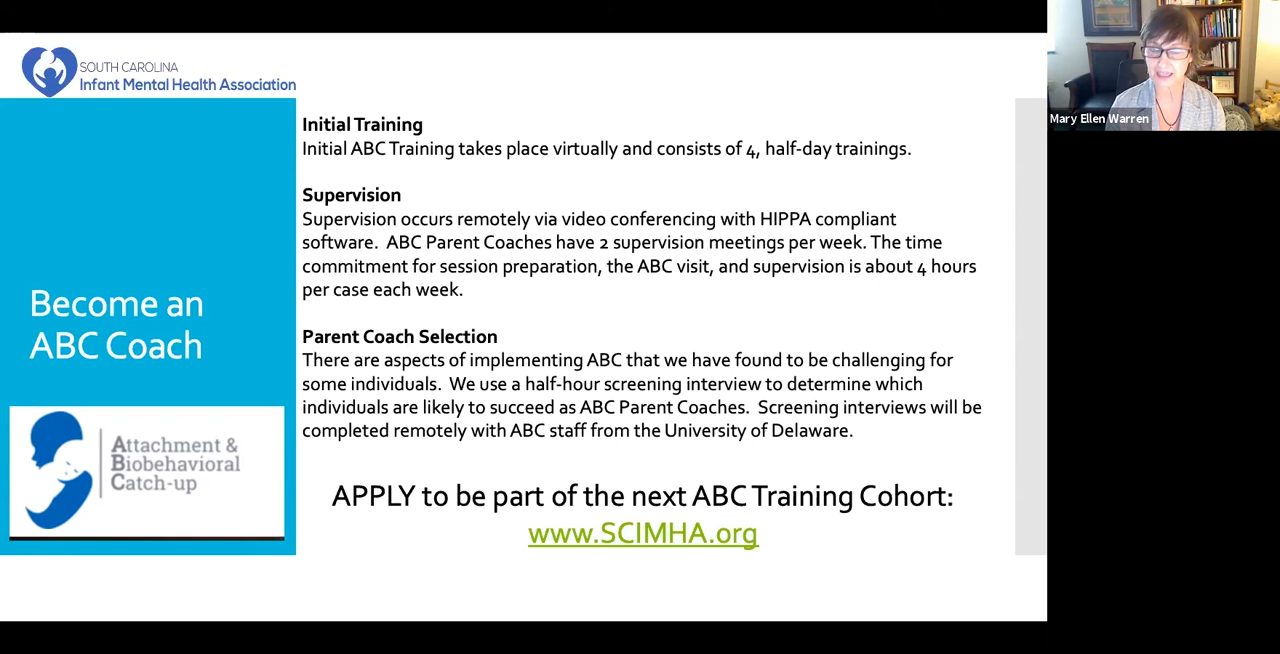 SOUTH CAROLINA
Infant Mental Health Association
Mary Ellen Warren
Initial Training
Initial ABC Training takes place virtually and consists of 4, half-day trainings.
Supervision
Supervision occurs remotely via video conferencing with HIPPA compliant
software.  ABC Parent Coaches have 2 supervision meetings per week. The time
commitment for session preparation, the ABC visit, and supervision is about 4 hours
per case each week.
Become an
ABC Coach
Parent Coach Selection
There are aspects of implementing ABC that we have found to be challenging for
some individuals.  We use a half-hour screening interview to determine which
individuals are likely to succeed as ABC Parent Coaches.  Screening interviews will be
completed remotely with ABC staff from the University of Delaware.
Attachment &
Biobehavioral
Catch-up
APPLY to be part of the next ABC Training Cohort:
www.SCIMHA.org